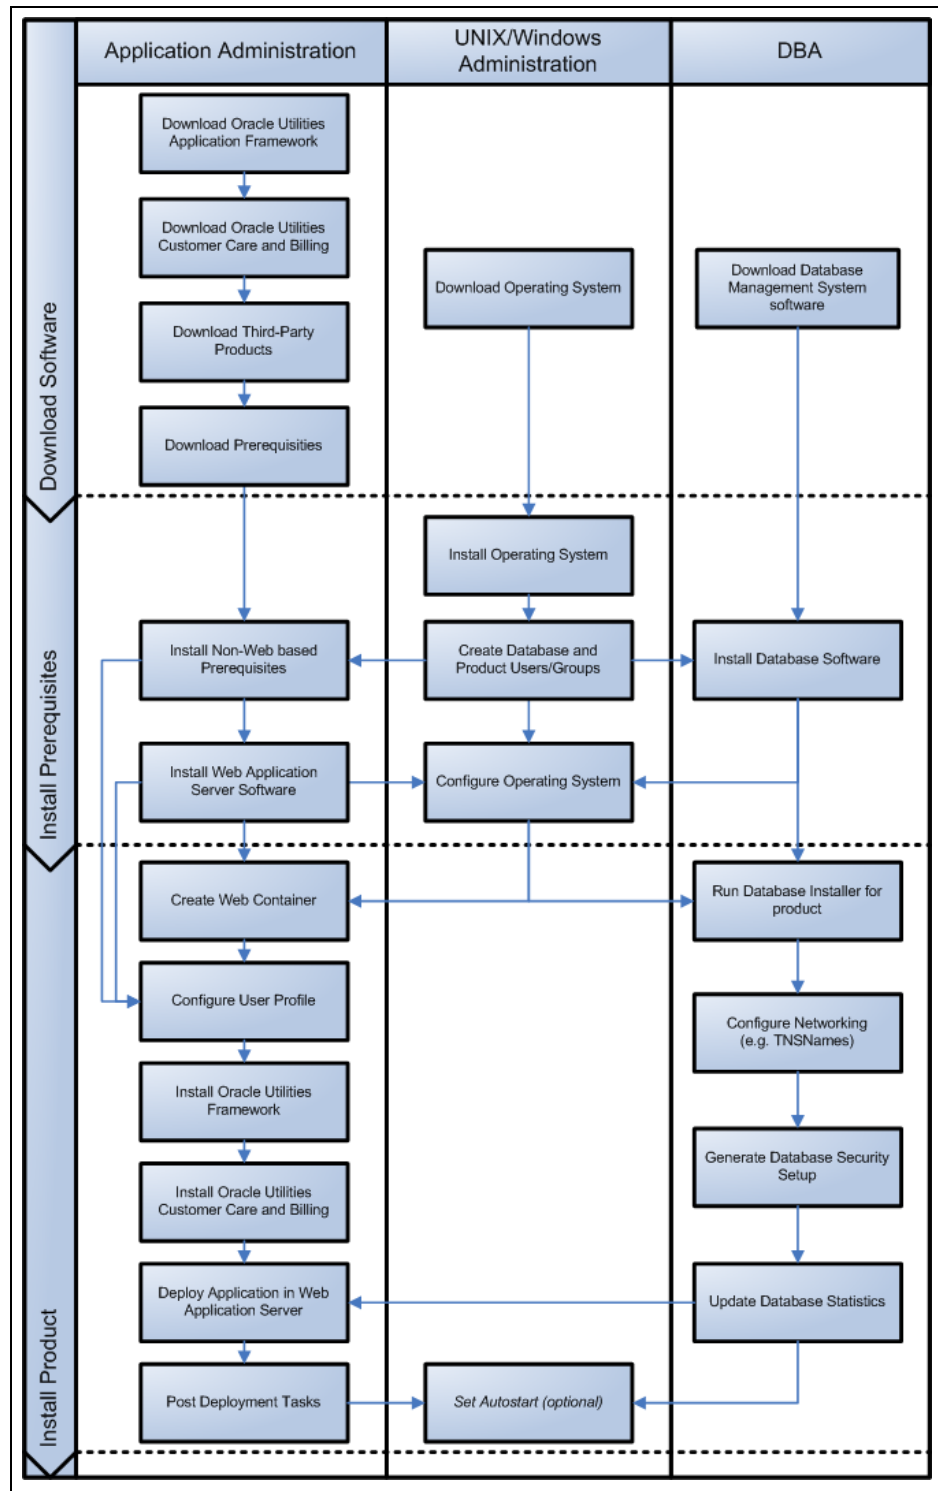 Application Administration
UNIX/Windows
Administration
DBA
Download Software
Download Oracle Utilities
Application Framework
Download Oracle Utilities
Customer Care and Billing
Download Operating System
Download Database
Management System
software
Download Third-Party
Products
Download Prerequisities
Install Prerequisites
Install Operating System
Install Non-Web based
Prerequisites
Create Database and
Product Users/Groups
Install Database Software
Install Web Application
Server Software
Configure Operating System
Install Product
Create Web Container
Run Database Installer for
product
Configure User Profile
Configure Networking
(e.g. TNSNames)
Install Oracle Utilities
Framework
Generate Database Security
Setup
Install Oracle Utilities
Customer Care and Billing
Deploy Application in Web
Application Server
Update Database Statistics
Post Deployment Tasks
Set Autostart (optional)